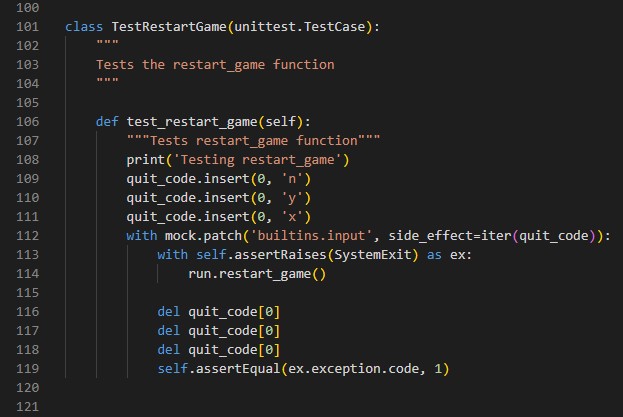 100
101 class TestRestartGame(unittest.TestCase):
102     """
103     Tests the restart_game function
104     """
105
106     def test_restart_game(self):
107         """Tests restart_game function"""
108         print('Testing restart_game')
109         quit_code.insert(0, 'n')
110         quit_code.insert(0, 'y')
111         quit_code.insert(0, 'x')
112         with mock.patch('builtins.input', side_effect=iter(quit_code)):
113             with self.assertRaises(SystemExit) as ex:
114                 run.restart_game()
115
116             del quit_code[0]
117             del quit_code[0]
118             del quit_code[0]
119             self.assertEqual(ex.exception.code, 1)
120
121